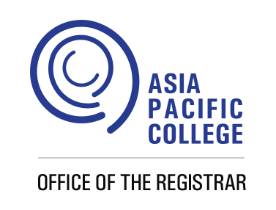 ASIA
PACIFIC
COLLEGE
OFFICE OF THE REGISTRAR